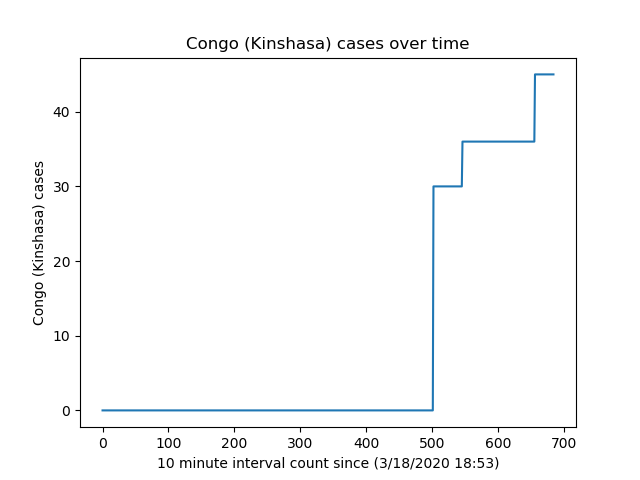 Congo (Kinshasa) cases over time
Congo (Kinshasa) cases
40
30
20
10
0
0 100 200 300 400 500 600 700
10 minute interval count since (3/18/2020 18:53)